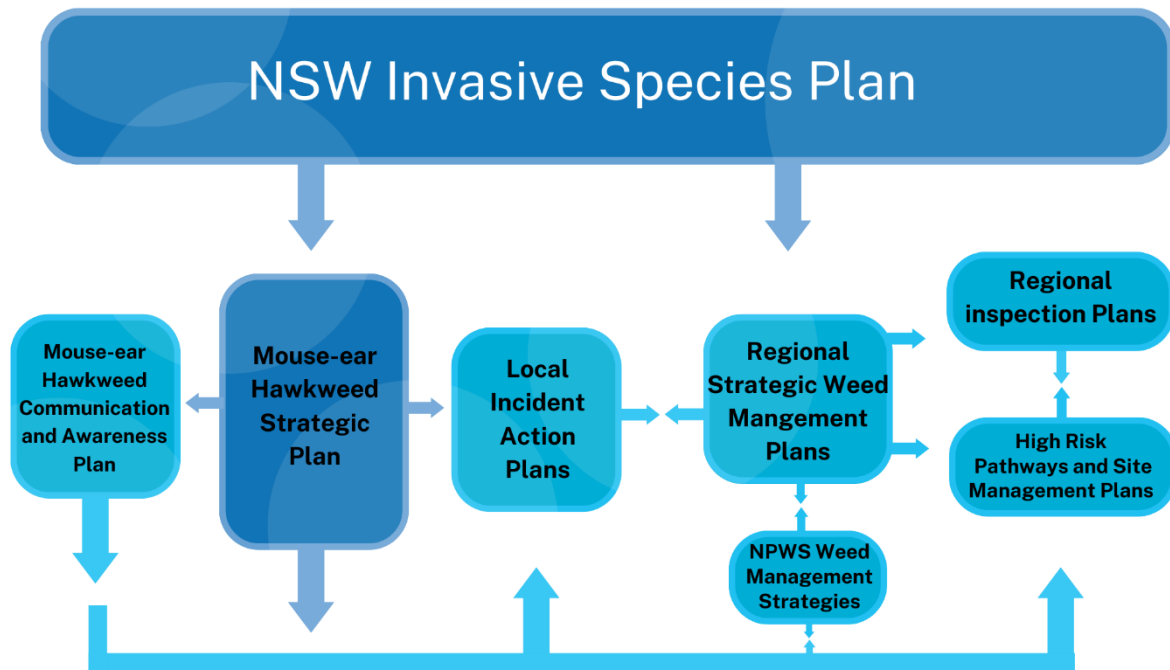 NSW Invasive Species Plan
Mouse-ear
Hawkweed
Communication
and Awareness
Plan
Mouse-ear
Hawkweed
Strategic
Plan
Local
Incident
Action
Plans
Regional
Strategic Weed
Mangement
Plans
Regional
inspection Plans
High Risk
Pathways and Site
Management Plans
NPWS Weed
Management
Strategies